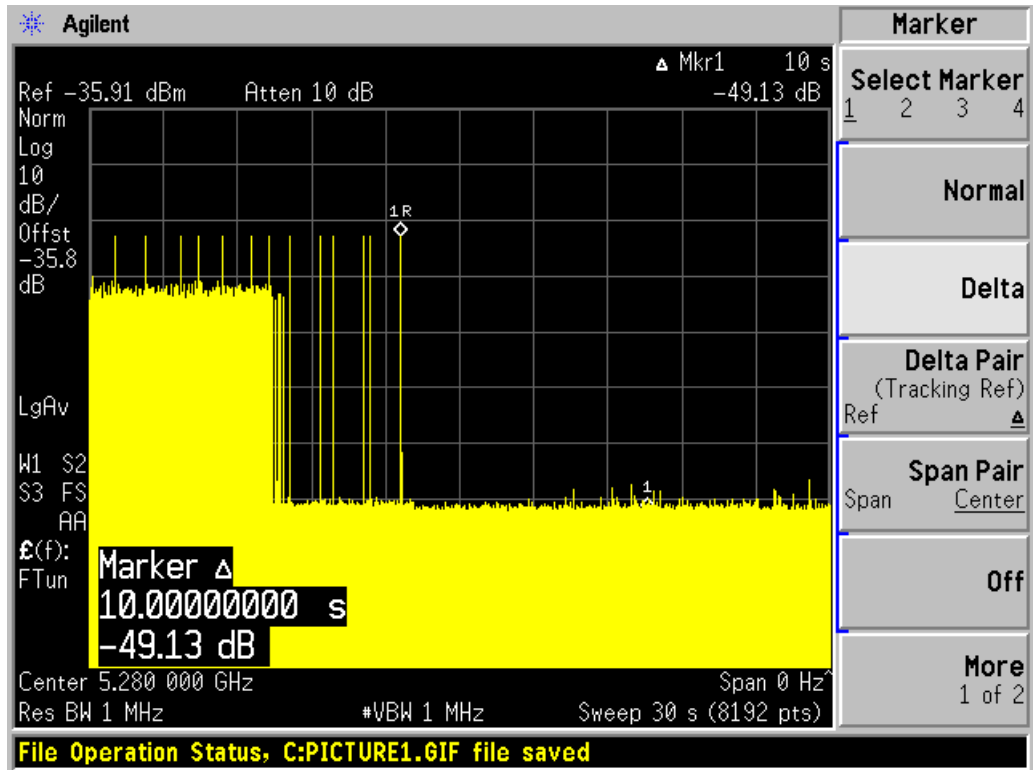 Agilent
Marker
Δ Mkr1 10 s
Ref -35.91 dBm Atten 10 dB -49.13 dB
Norm
Log
10
dB/
Offst
-35.8
dB
1R
LgAv
W1 S2
S3 FS
AA
£(f):
FTun
1
Marker Δ
10.00000000 s
-49.13 dB
Center 5.280 000 GHz Span 0 Hz^
Res BW 1 MHz #VBW 1 MHz Sweep 30 s (8192 pts)
File Operation Status, C:PICTURE1.GIF file saved
Select Marker
1 2 3 4
Normal
Delta
Delta Pair
(Tracking Ref)
Ref Δ
Span Pair
Span Center
Off
More
1 of 2